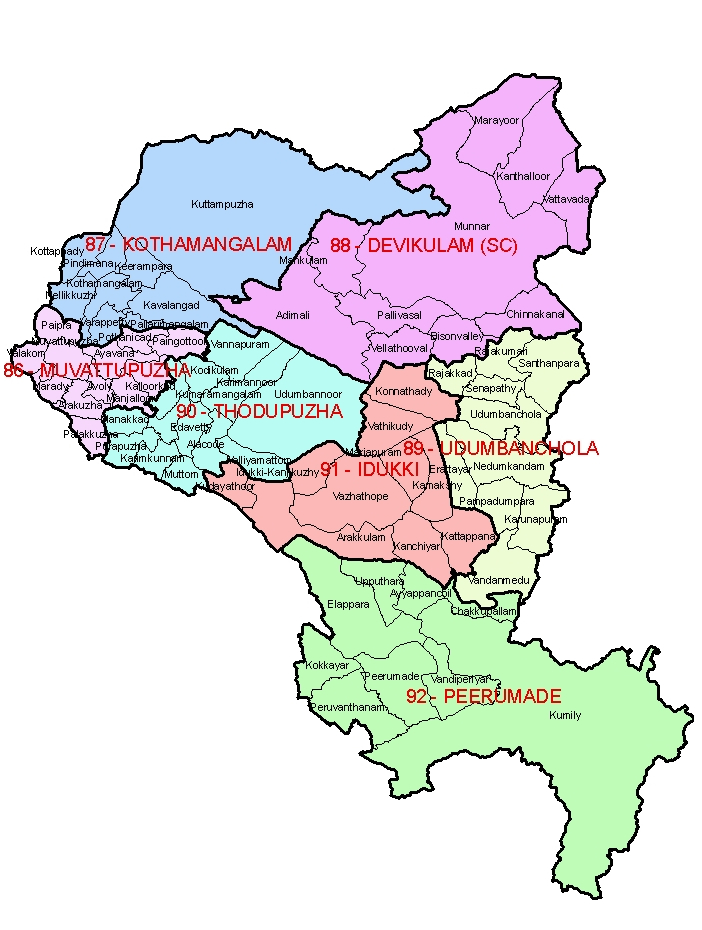 Marayoor
Kanthalloor
Vattavada
Kuttampuzha
Munnar
87 - KOTHAMANGALAM
88 - DEVIKULAM (SC)
Kottappady
Pindimana
Keerampara
Mankulam
Kothamangalam
Nellikkuzhi
Kavalangad
Adimali
Pallivasal
Chinnakanal
Paipra
Varappetty
Pallarimangalam
Bisonvalley
Muvattupuzha
Pothanicad
Paingottoor
Vannapuram
Vellathooval
Rajakumari
Valakom
Ayavana
Santhanpara
86 - MUVATTUPUZHA
Kodikulam
Rajakkad
Marady
Avoly
Kalloorkad
Karimannoor
Konnathady
Senapathy
Manjalloor
Kumaramangalam
Udumbannoor
Arakuzha
90 - THODUPUZHA
Udumbanchola
Manakkad
Edavetty
Vathikudy
Palakkuzha
Purapuzha
Alacode
Mariapuram
89 - UDUMBANCHOLA
Karimkunnam
Velliyamattom
91 - IDUKKI
Erattayar
Nedumkandam
Muttom
Idukki-Kanjikuzhy
Kudayathoor
Kamakshy
Vazhathope
Pampadumpara
Karunapuram
Arakkulam
Kanchiyar
Kattappana
Upputhara
Vandanmedu
Ayyappancoil
Elappara
Chakkupallam
Kokkayar
Peerumade
Vandiperiyar
92 - PEERUMADE
Peruvanthanam
Kumily